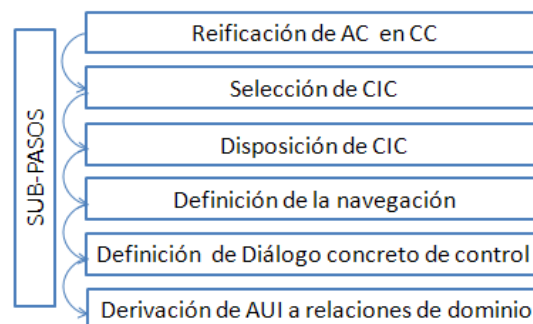 SUB-PASOS
Reificación de AC en CC
Selección de CIC
Disposición de CIC
Definición de la navegación
Definición de Diálogo concreto de control
Derivación de AUI a relaciones de dominio